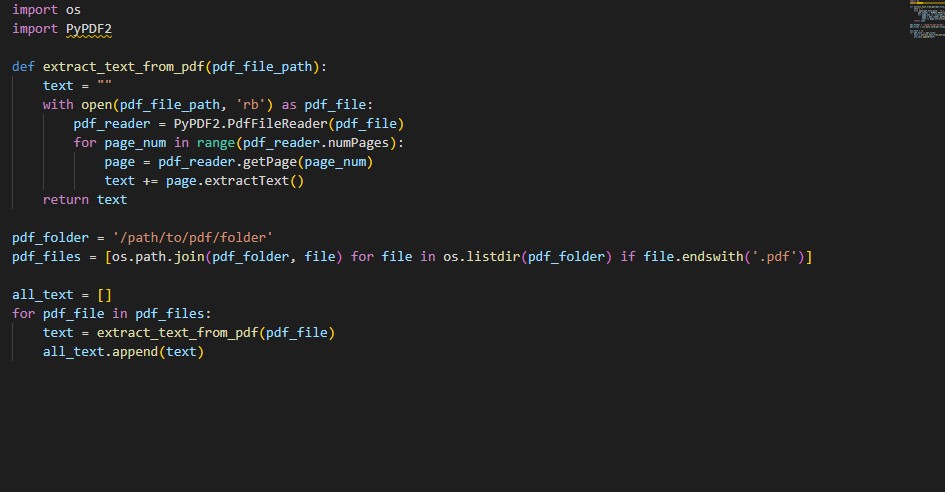 import os
import PyPDF2
def extract_text_from_pdf(pdf_file_path):
    text = ""
    with open(pdf_file_path, 'rb') as pdf_file:
        pdf_reader = PyPDF2.PdfFileReader(pdf_file)
        for page_num in range(pdf_reader.numPages):
            page = pdf_reader.getPage(page_num)
            text += page.extractText()
    return text
pdf_folder = '/path/to/pdf/folder'
pdf_files = [os.path.join(pdf_folder, file) for file in os.listdir(pdf_folder) if file.endswith('.pdf')]
all_text = []
for pdf_file in pdf_files:
    text = extract_text_from_pdf(pdf_file)
    all_text.append(text)